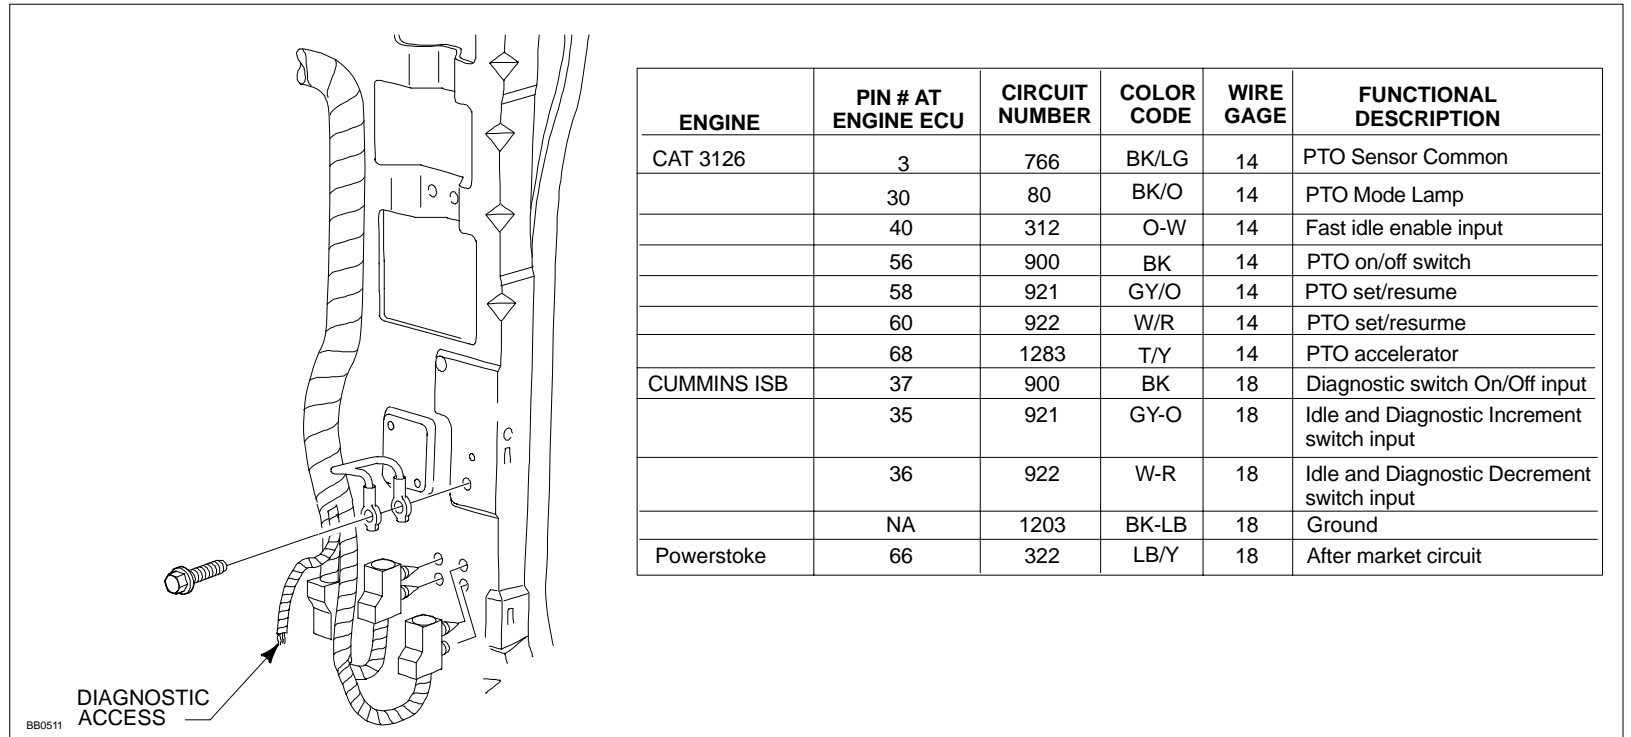 ENGINE PIN # AT ENGINE ECU CIRCUIT NUMBER COLOR CODE WIRE GAGE FUNCTIONAL DESCRIPTION
CAT 3126 3 766 BK/LG 14 PTO Sensor Common
30 80 BK/O 14 PTO Mode Lamp
40 312 O-W 14 Fast idle enable input
56 900 BK 14 PTO on/off switch
58 921 GY/O 14 PTO set/resume
60 922 W/R 14 PTO set/resurme
68 1283 T/Y 14 PTO accelerator
CUMMINS ISB 37 900 BK 18 Diagnostic switch On/Off input
35 921 GY-O 18 Idle and Diagnostic Increment
switch input
36 922 W-R 18 Idle and Diagnostic Decrement
switch input
NA 1203 BK-LB 18 Ground
Powerstoke 66 322 LB/Y 18 After market circuit
DIAGNOSTIC
ACCESS
BB0511